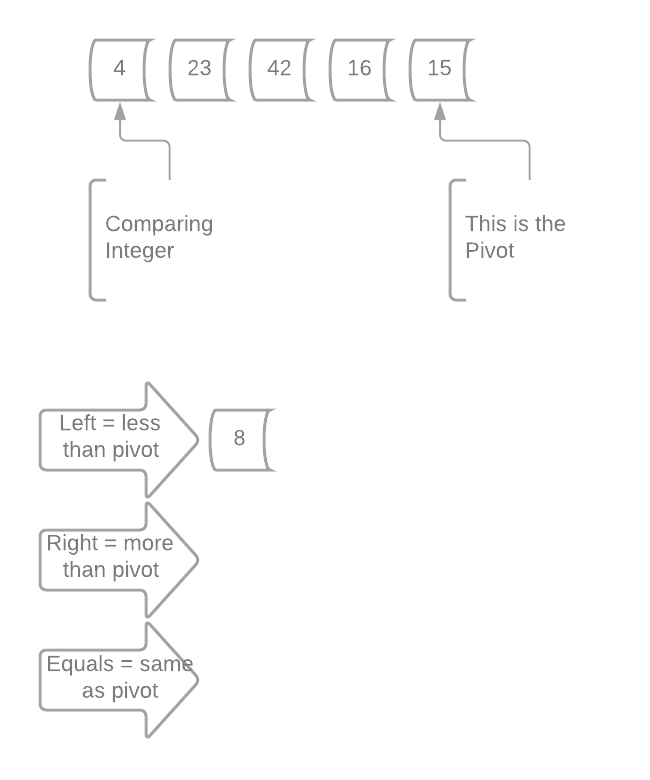 4 23 42 16 15
Comparing
Integer
This is the
Pivot
Left = less
than pivot
8
Right = more
than pivot
Equals = same
as pivot